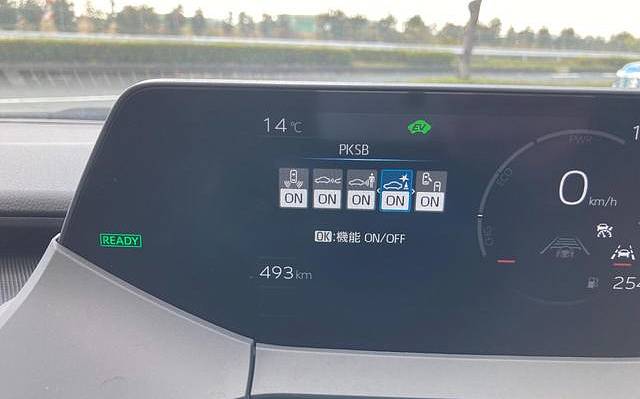 14℃
EV
PKSB
ON ON ON ON ON
OK:機能 ON/OFF
READY
493km
PWR
ECO
CHG
0 km/h
254